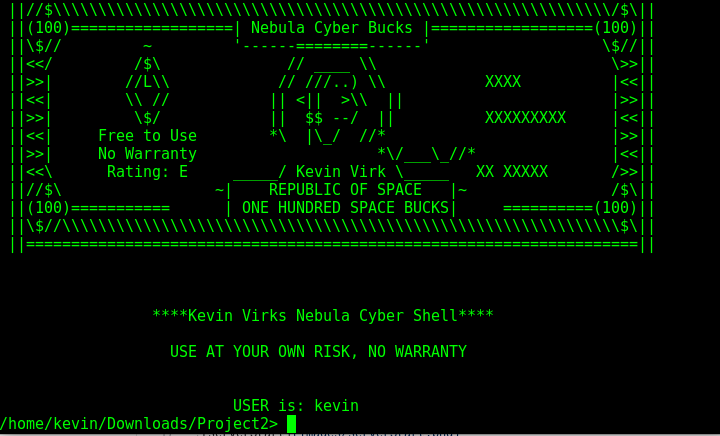 ||//$\\\\\\\\\\\\\\\\\\\\\\\\\\\\\\\\\\\\\\\\\\\\\\\\\\\\\\\\\\\\\\/$\||
||(100)==================| Nebula Cyber Bucks |==================(100)||
||\$//         ~         '------========------'                   \$//||
||<</         /$\              // ____ \\                          \>>||
||>>|        //L\\            // ///..) \\           XXXX          |<<||
||<<|        \\ //           || <||  >\\  ||                       |>>||
||>>|         \$/            ||  $$ --/  ||          XXXXXXXXX     |<<||
||<<|     Free to Use        *\  |\_/  //*                         |>>||
||>>|     No Warranty                    *\/___\_//*               |<<||
||<<\      Rating: E     _____/ Kevin Virk \_____   XX XXXXX       />>||
||//$\                 ~|    REPUBLIC OF SPACE   |~                /$\||
||(100)===========      | ONE HUNDRED SPACE BUCKS|     ==========(100)||
||\$//\\\\\\\\\\\\\\\\\\\\\\\\\\\\\\\\\\\\\\\\\\\\\\\\\\\\\\\\\\\\\\$\||
||====================================================================||
****Kevin Virks Nebula Cyber Shell****
USE AT YOUR OWN RISK, NO WARRANTY
USER is: kevin
/home/kevin/Downloads/Project2>